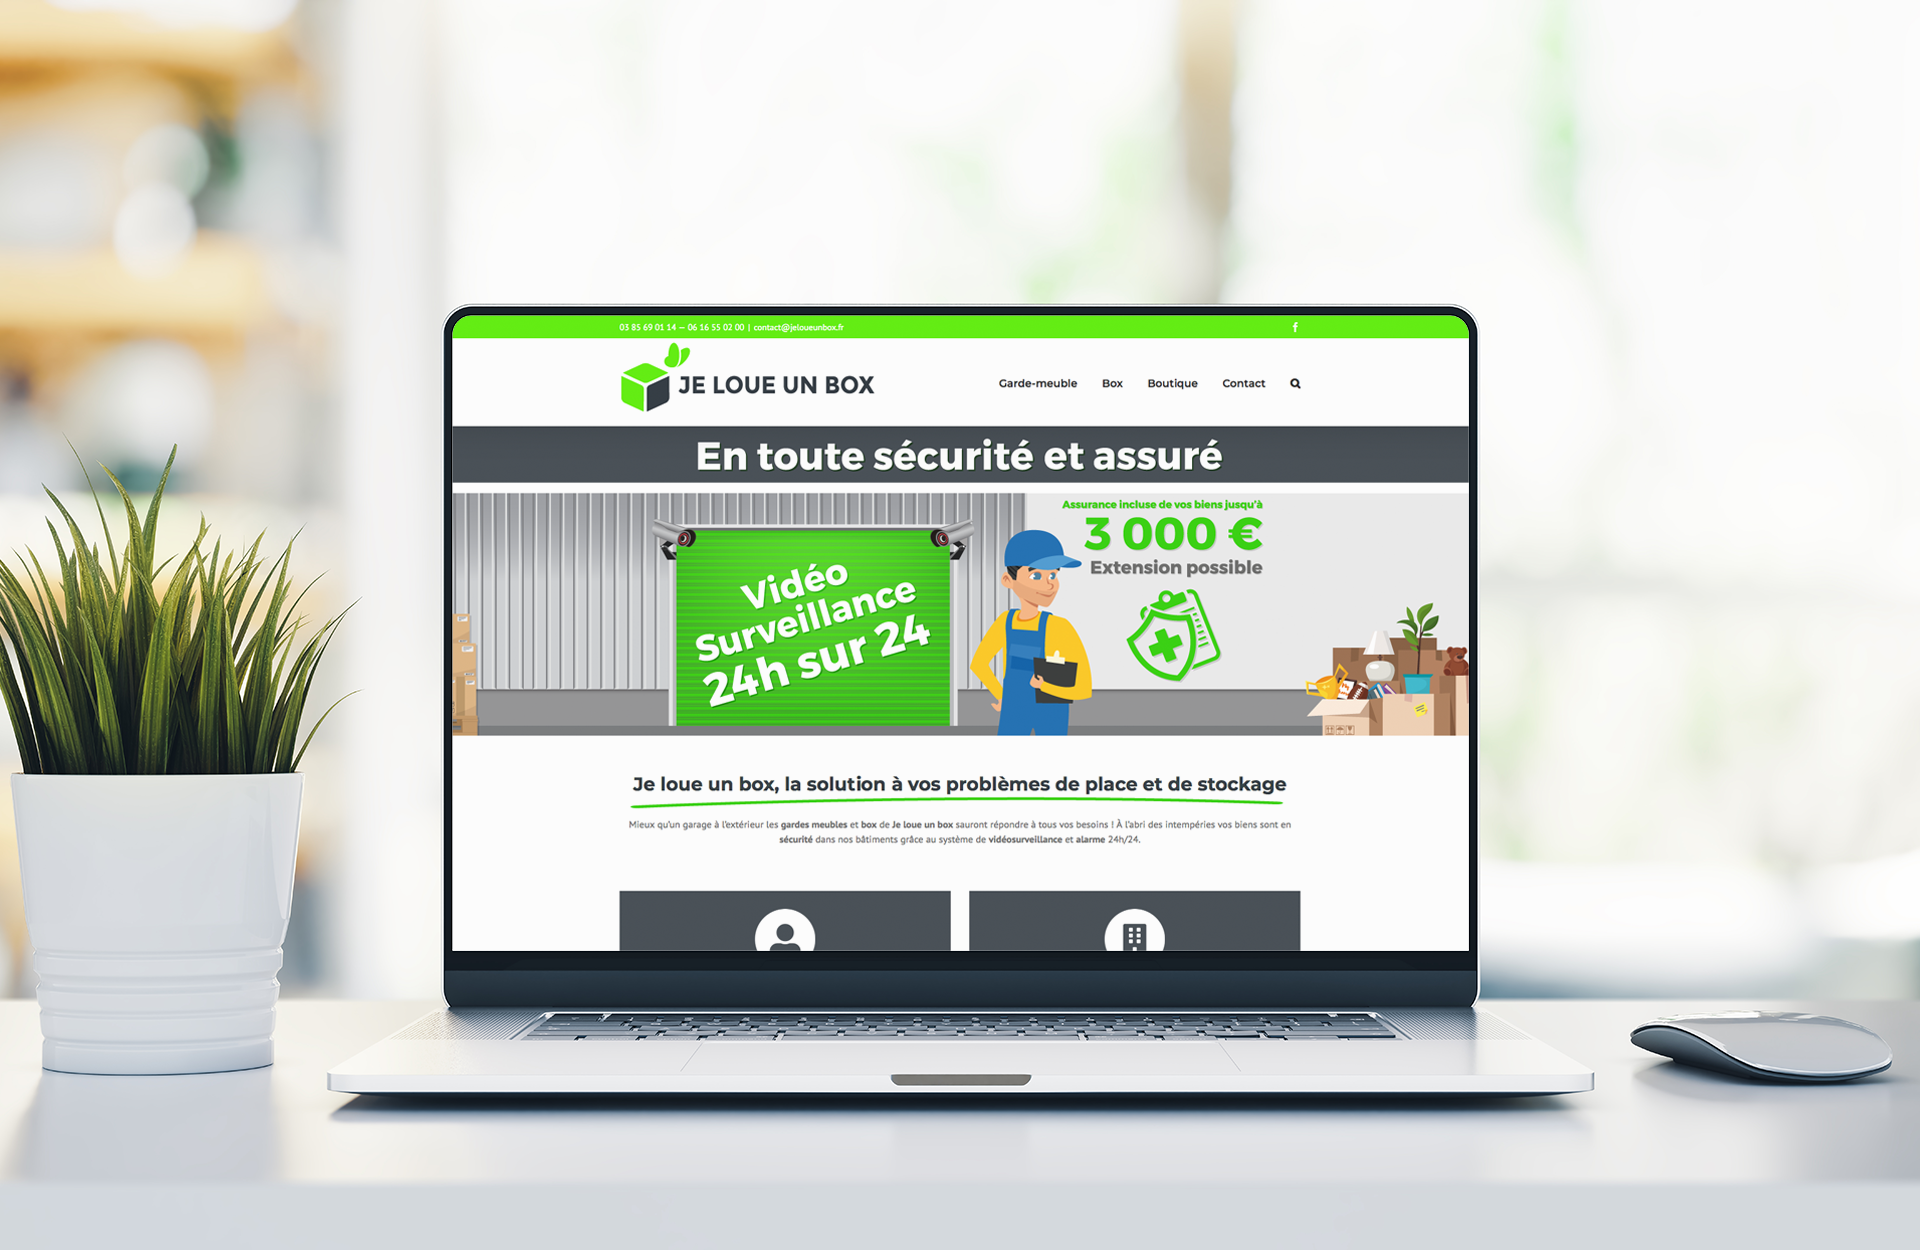 03 85 69 01 14 – 06 16 55 02 00 | contact@jeloueunbox.fr
f
JE LOUE UN BOX
Garde-meuble Box Boutique Contact
En toute sécurité et assuré
Assurance incluse de vos biens jusqu'à
3 000 €
Extension possible
Vidéo
Surveillance
24h sur 24
Je loue un box, la solution à vos problèmes de place et de stockage
Mieux qu'un garage à l'extérieur les gardes meubles et box de Je loue un box sauront répondre à tous vos besoins ! À l'abri des intempéries vos biens sont en
sécurité dans nos bâtiments grâce au système de vidéosurveillance et alarme 24h/24.